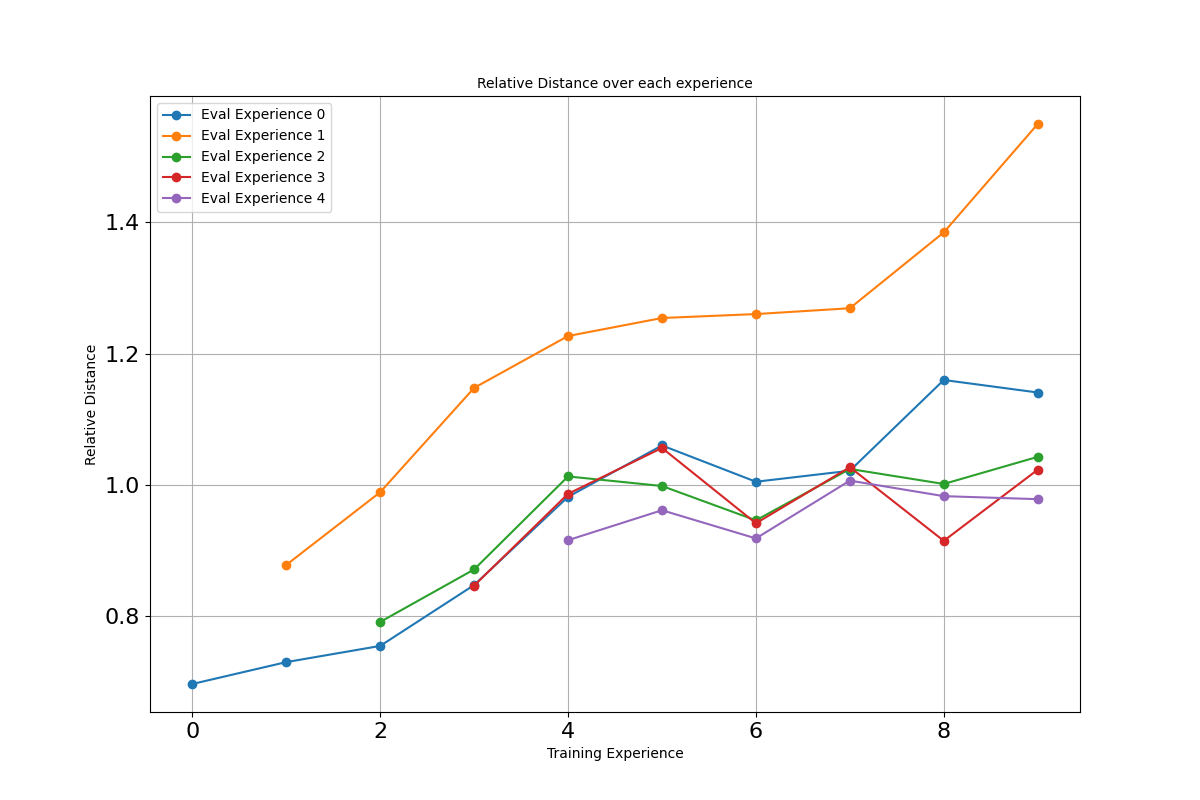 Relative Distance over each experience
Eval Experience 0
Eval Experience 1
Eval Experience 2
Eval Experience 3
Eval Experience 4
Relative Distance
1.4
1.2
1.0
0.8
0 2 4 6 8
Training Experience